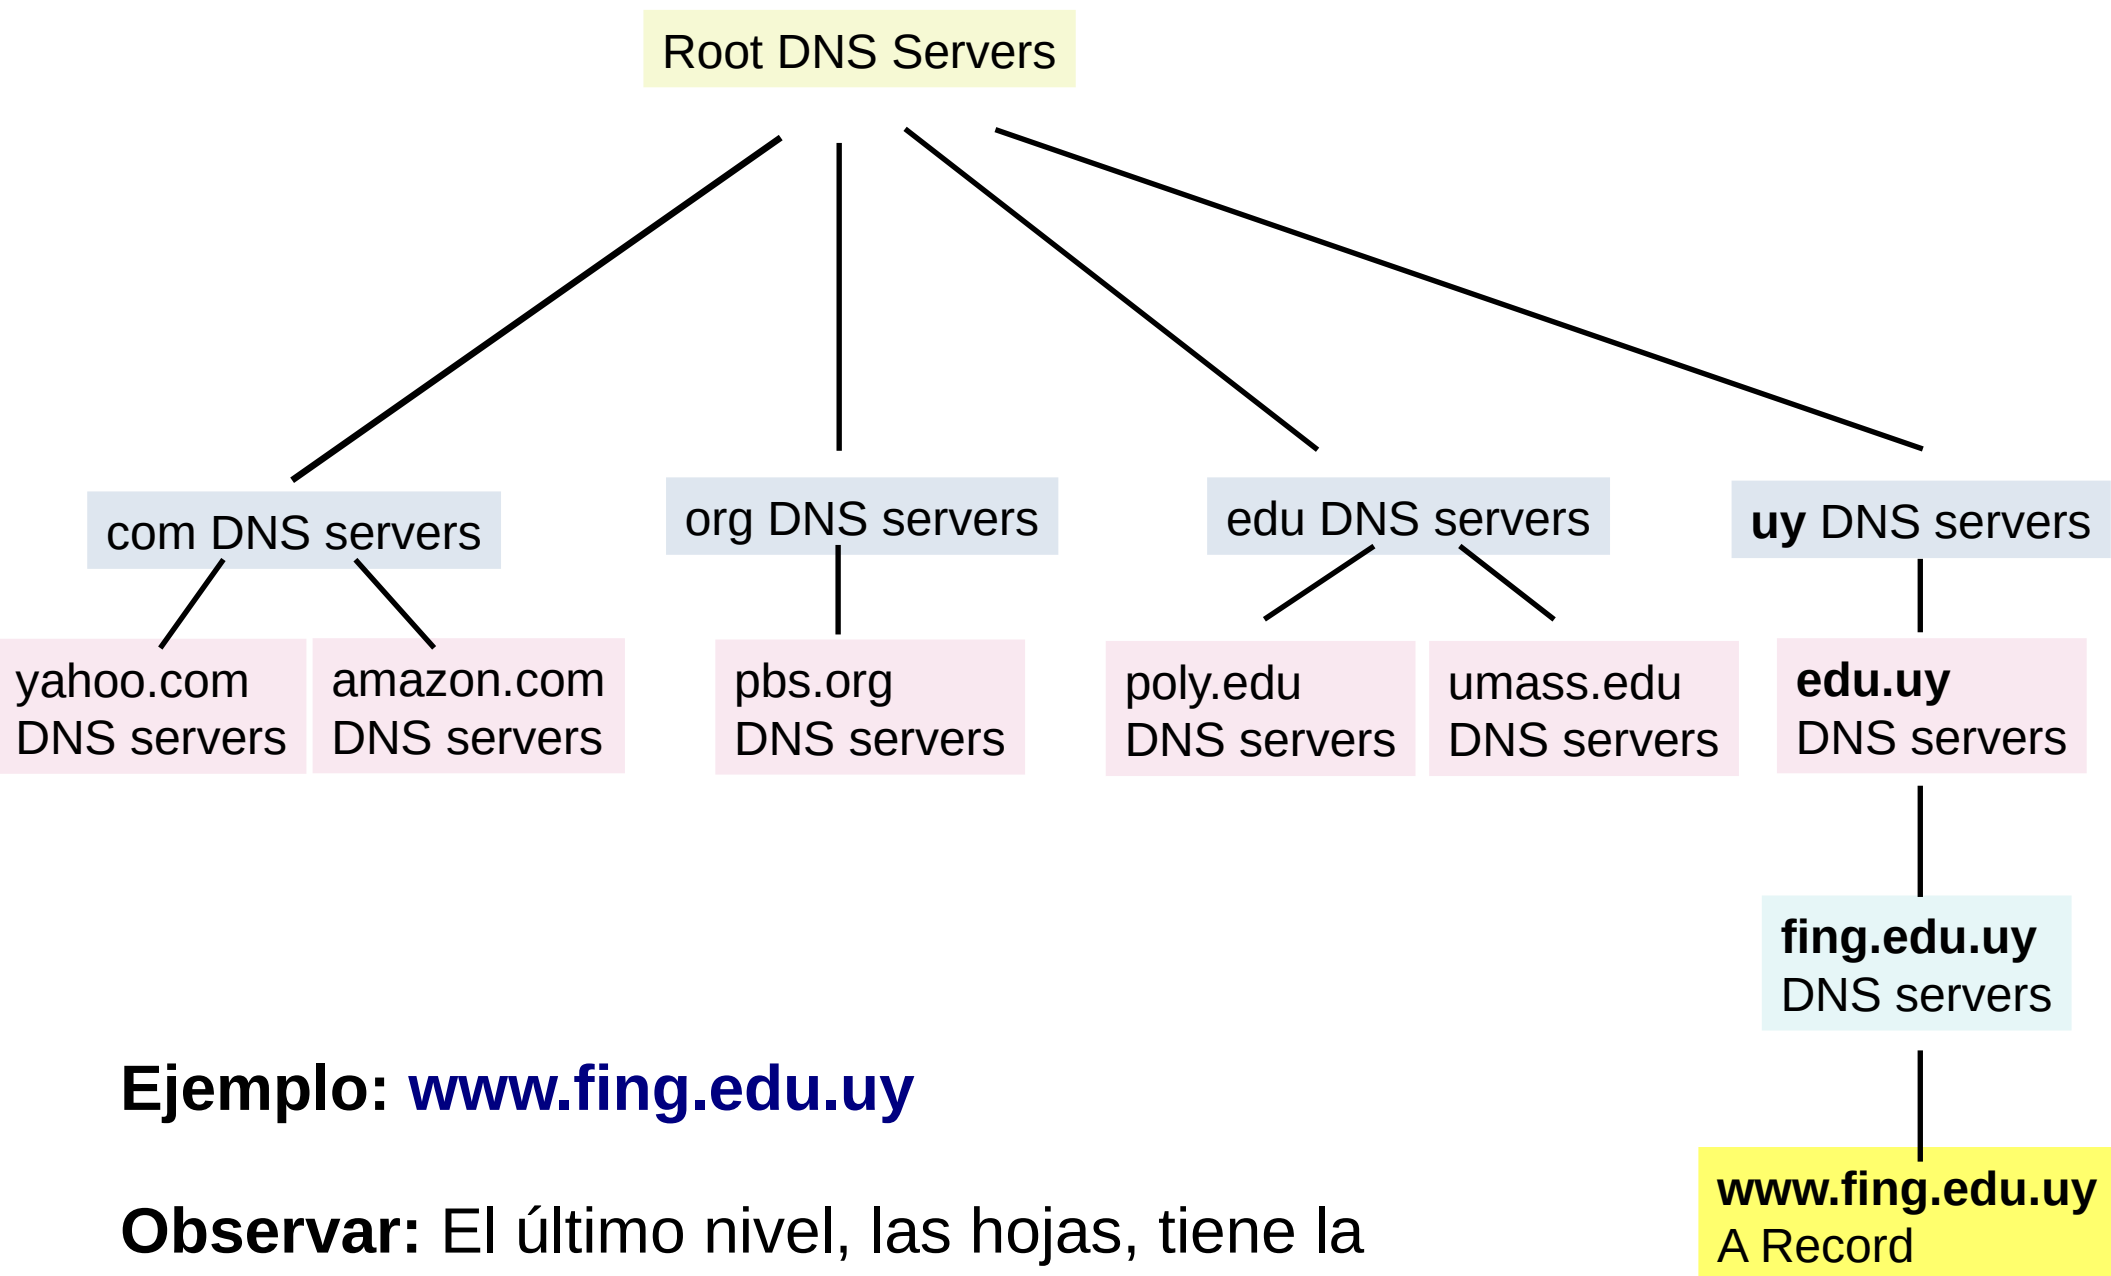 Root DNS Servers
com DNS servers
org DNS servers
edu DNS servers
uy DNS servers
yahoo.com
DNS servers
amazon.com
DNS servers
pbs.org
DNS servers
poly.edu
DNS servers
umass.edu
DNS servers
edu.uy
DNS servers
fing.edu.uy
DNS servers
Ejemplo: www.fing.edu.uy
www.fing.edu.uy
A Record
Observar: El último nivel, las hojas, tiene la